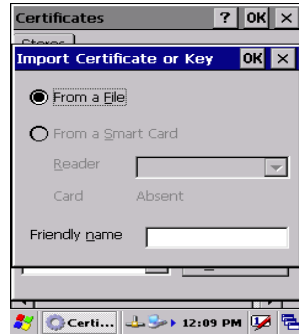 Certificates ? OK ×
Stores
Import Certificate or Key OK ×
From a File
From a Smart Card
Reader
Card Absent
Friendly name
Certi... 12:09 PM